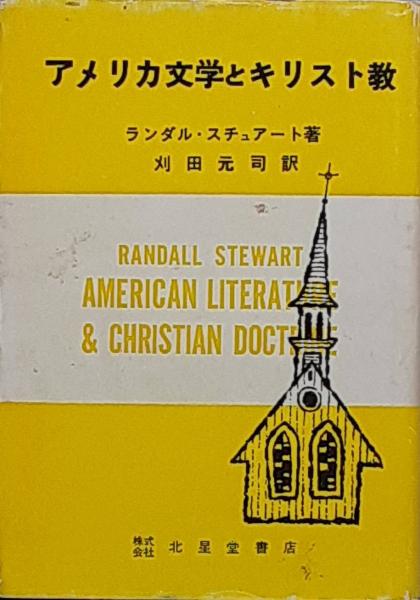 アメリカ文学とキリスト教
ランダル・スチュアート著
刈田元司訳
RANDALL STEWART
AMERICAN LITERATURE
& CHRISTIAN DOCTRINE
株式会社 北星堂書店